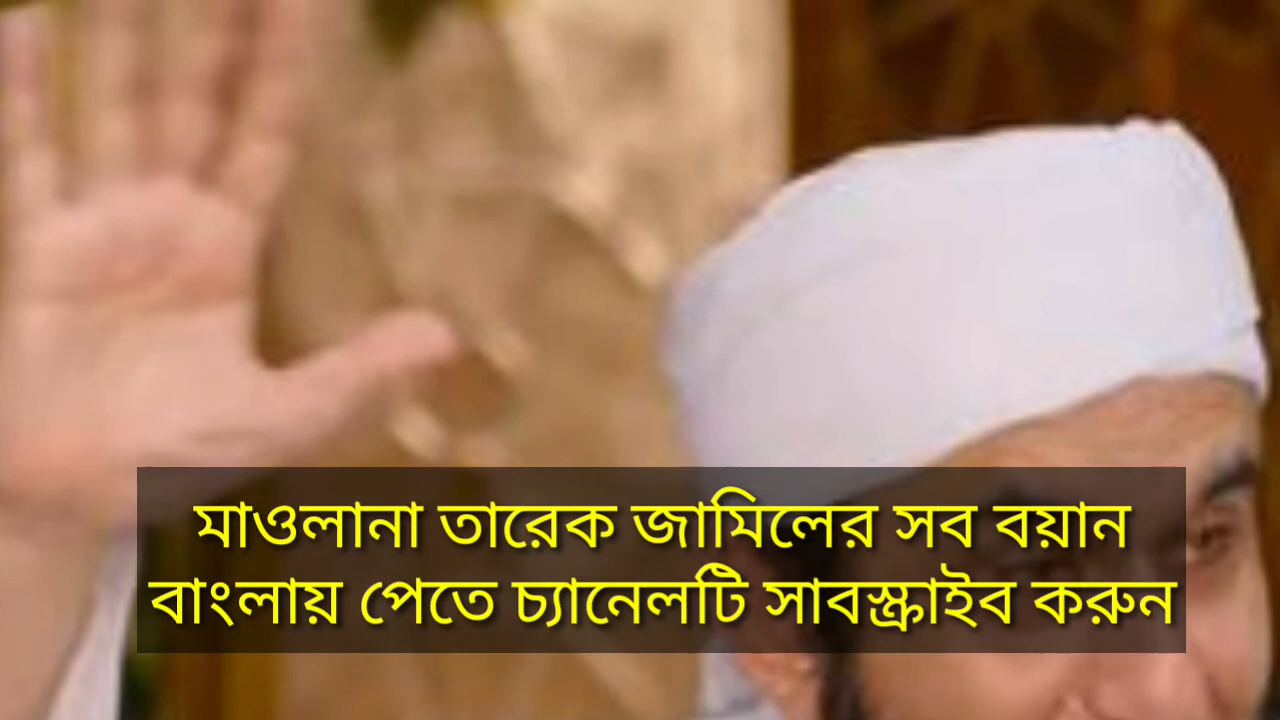 মাওলানা তারেক জামিলের সব বয়ান
বাংলায় পেতে চ্যানেলটি সাবস্ক্রাইব করুন